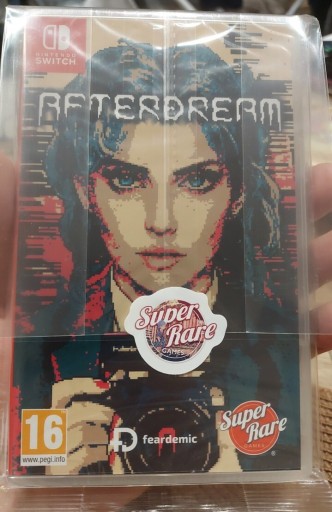 NINTENDO
SWITCH
AFTERDREAM
Super
Rare
GAMES
16
www.pegi.info
feardemic
Super
Rare
GAMES